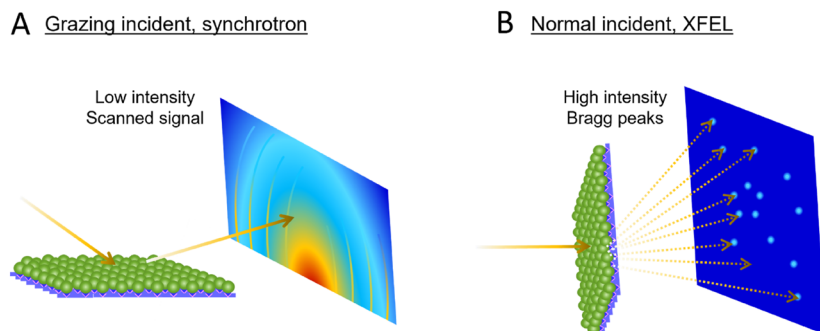 A
Grazing incident, synchrotron
Low intensity
Scanned signal
B
Normal incident, XFEL
High intensity
Bragg peaks